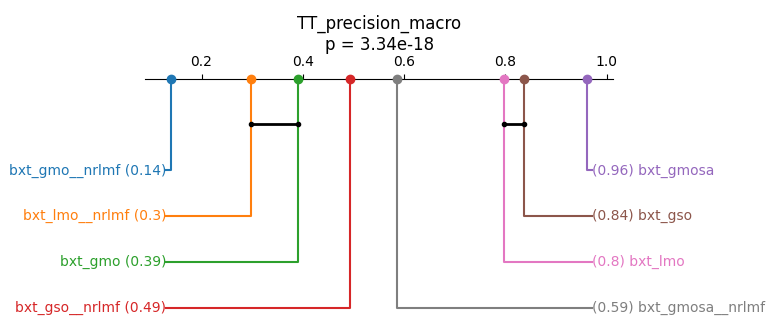 TT_precision_macro
p = 3.34e-18
0.2 0.4 0.6 0.8 1.0
bxt_gmo__nrlmf (0.14) (0.96) bxt_gmosa
bxt_lmo__nrlmf (0.3) (0.84) bxt_gso
bxt_gmo (0.39) (0.8) bxt_lmo
bxt_gso__nrlmf (0.49) (0.59) bxt_gmosa__nrlmf